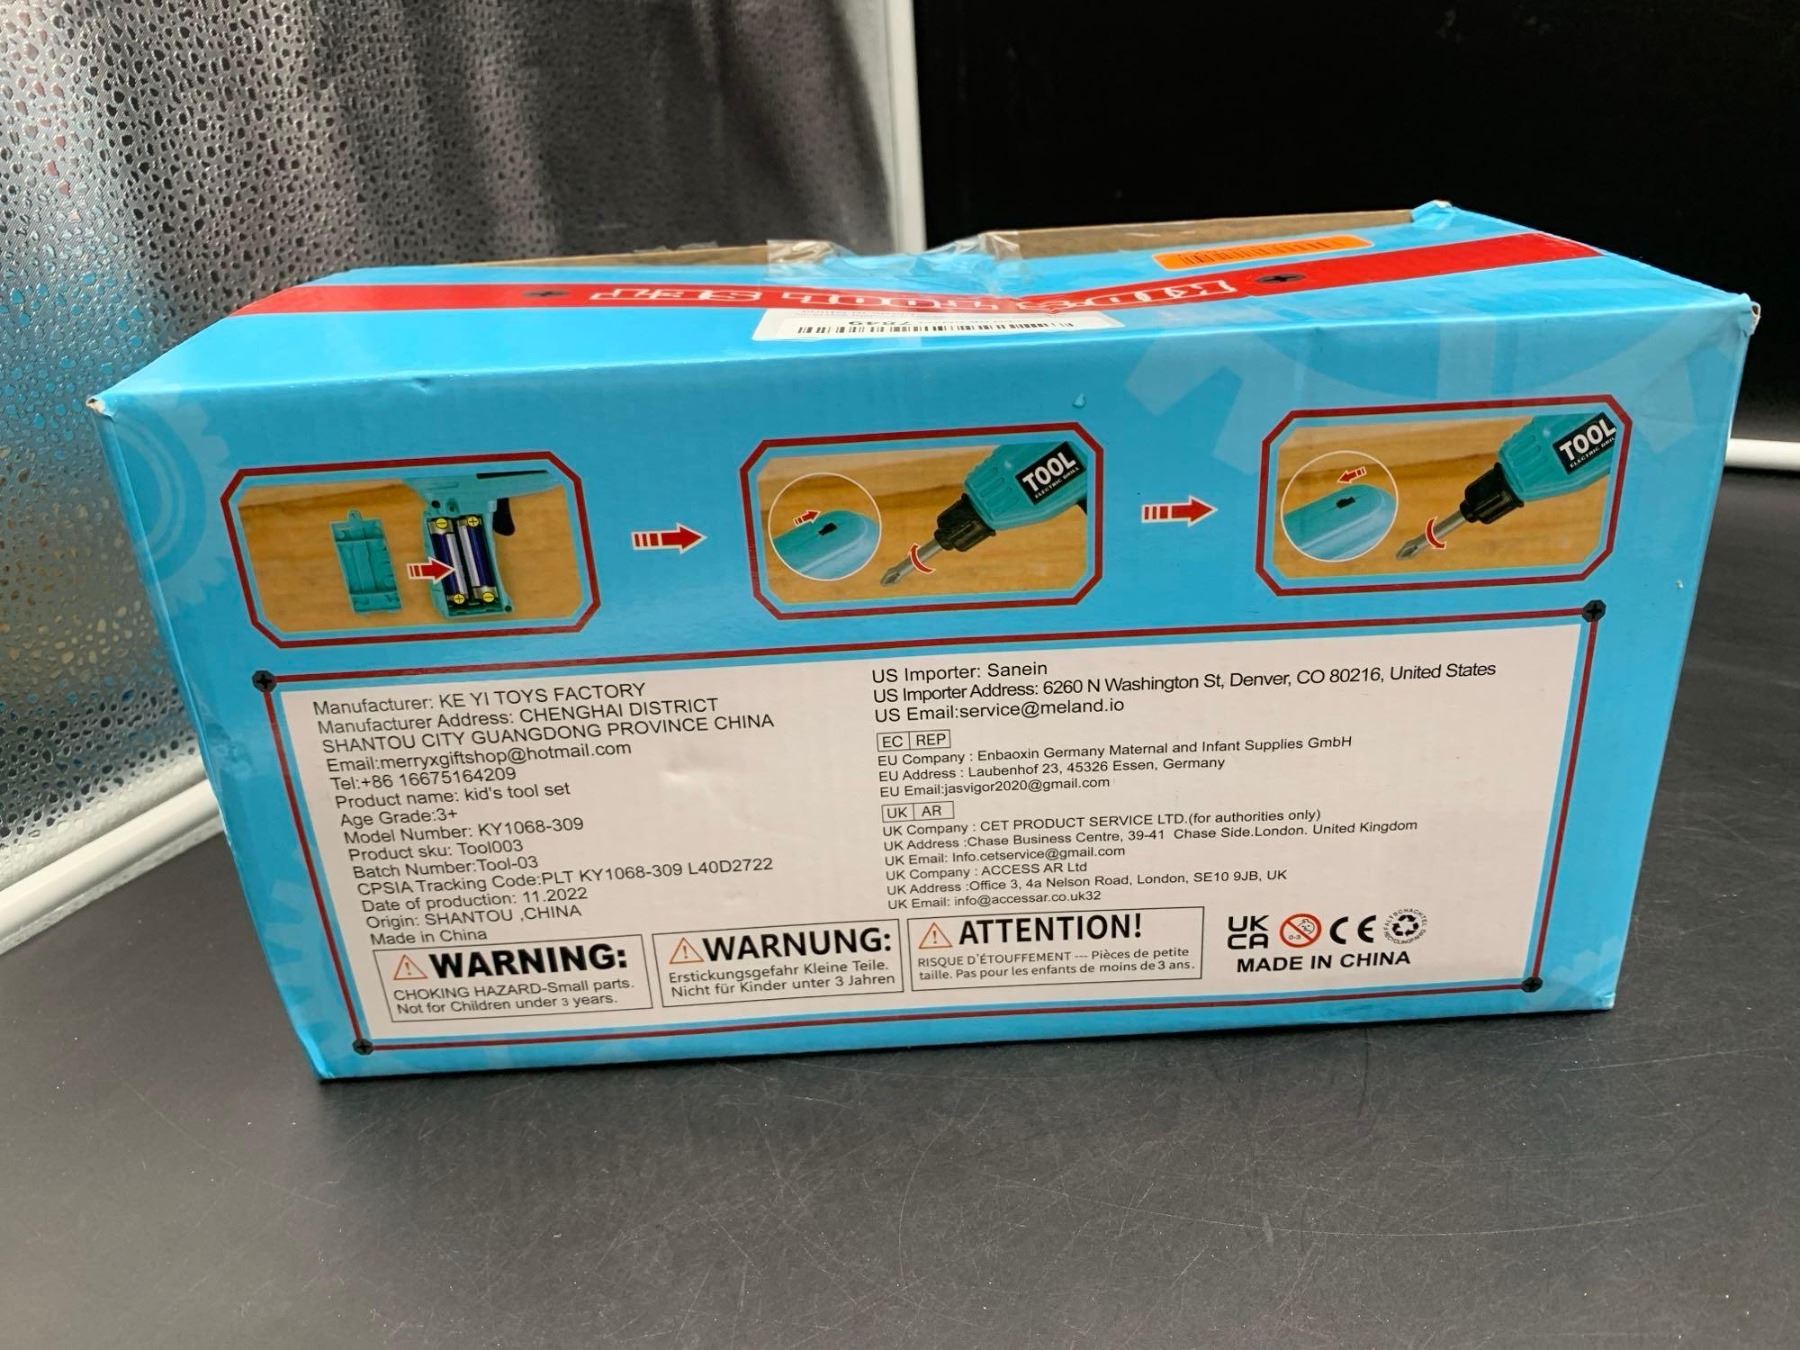 KID'S TOOL SET
7849
TOOL
ELECTRIC DRILL
TOOL
ELECTRIC DRILL
Manufacturer: KE YI TOYS FACTORY
Manufacturer Address: CHENGHAI DISTRICT
SHANTOU CITY GUANGDONG PROVINCE CHINA
Email:merryxgiftshop@hotmail.com
Tel:+86 16675164209
Product name: kid's tool set
Age Grade:3+
Model Number: KY1068-309
Product sku: Tool003
Batch Number:Tool-03
CPSIA Tracking Code:PLT KY1068-309 L40D2722
Date of production: 11.2022
Origin: SHANTOU ,CHINA
Made in China
US Importer: Sanein
US Importer Address: 6260 N Washington St, Denver, CO 80216, United States
US Email:service@meland.io
EC REP
EU Company : Enbaoxin Germany Maternal and Infant Supplies GmbH
EU Address : Laubenhof 23, 45326 Essen, Germany
EU Email:jasvigor2020@gmail.com
UK AR
UK Company : CET PRODUCT SERVICE LTD.(for authorities only)
UK Address :Chase Business Centre, 39-41 Chase Side.London. United Kingdom
UK Email: Info.cetservice@gmail.com
UK Company : ACCESS AR Ltd
UK Address :Office 3, 4a Nelson Road, London, SE10 9JB, UK
UK Email: info@accessar.co.uk32
WARNING:
CHOKING HAZARD-Small parts.
Not for Children under 3 years.
WARNUNG:
Erstickungsgefahr Kleine Teile.
Nicht für Kinder unter 3 Jahren
ATTENTION!
RISQUE D'ÉTOUFFEMENT --- Pièces de petite
taille. Pas pour les enfants de moins de 3 ans.
UK
CA
0-3
CE
MADE IN CHINA